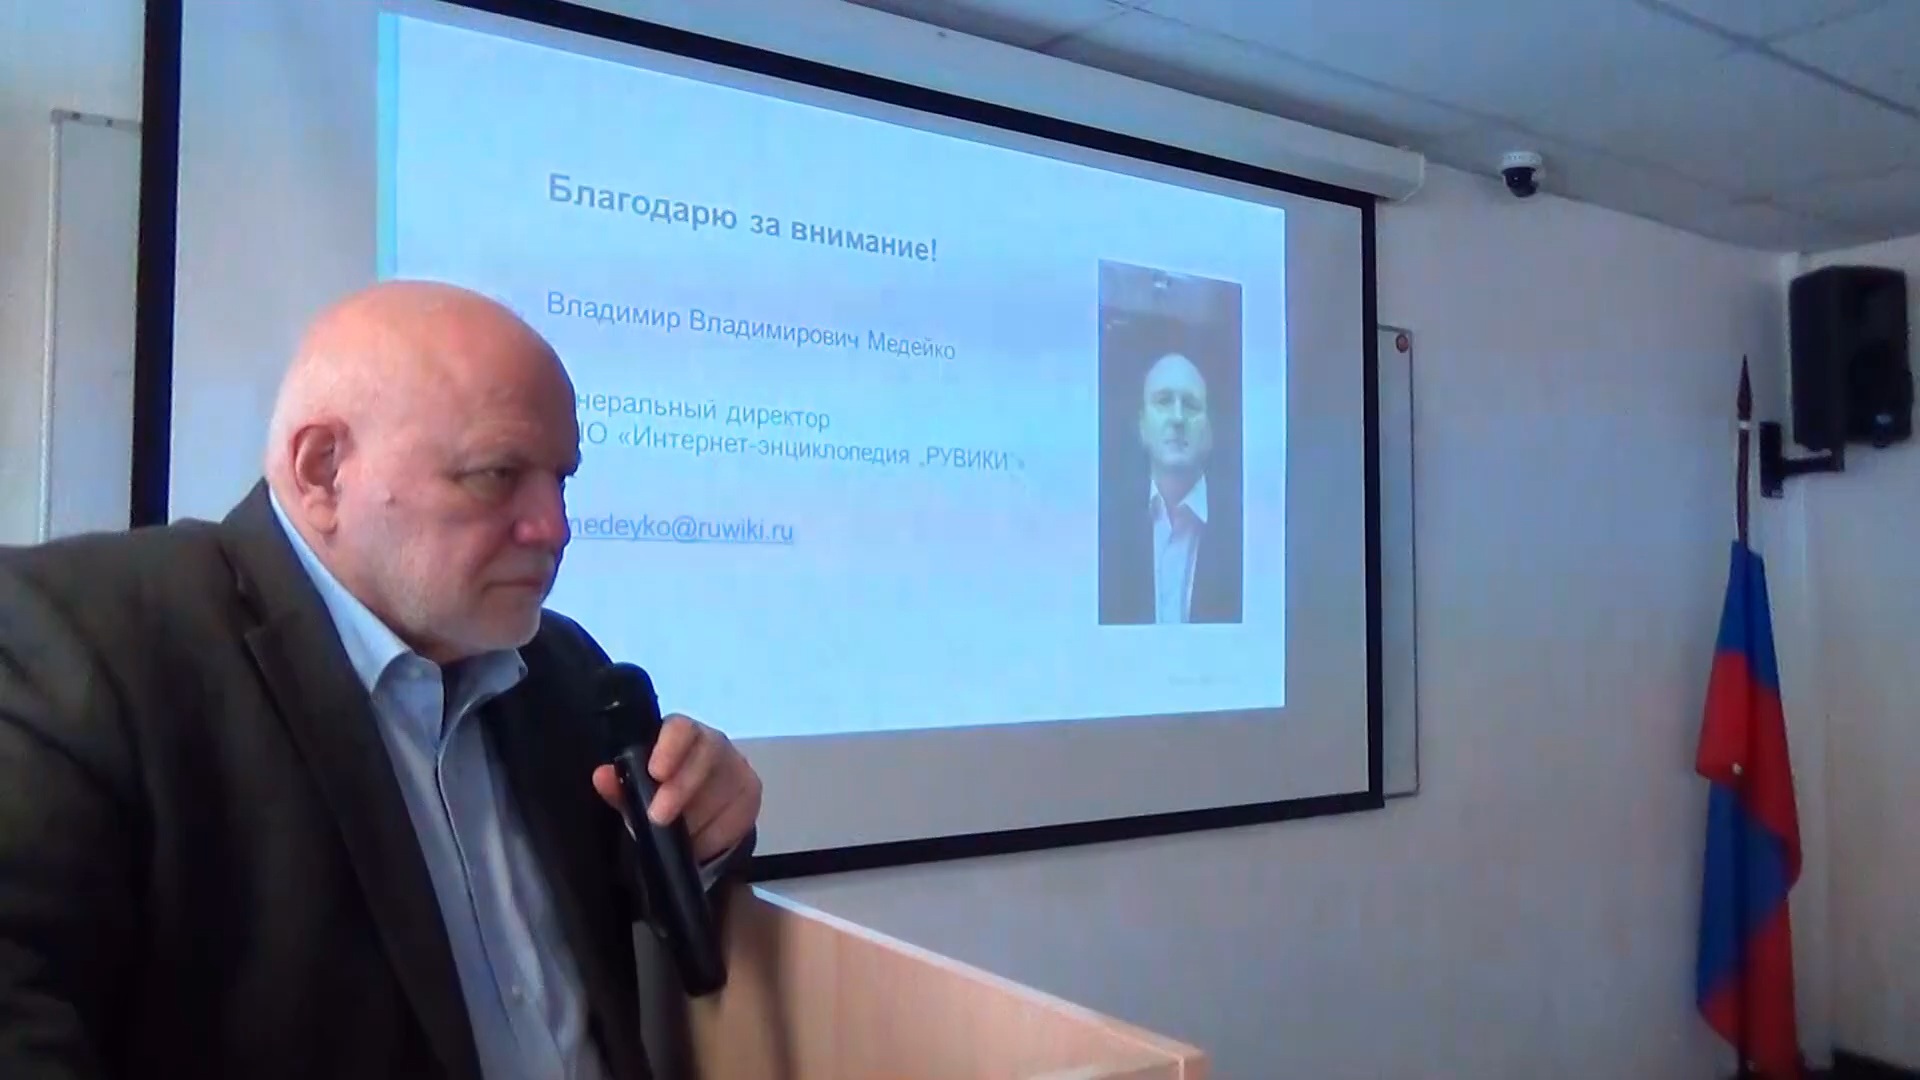 Благодарю за внимание!
Владимир Владимирович Медейко
неральный директор
О «Интернет-энциклопедия „РУВИКИ“»
medeyko@ruwiki.ru